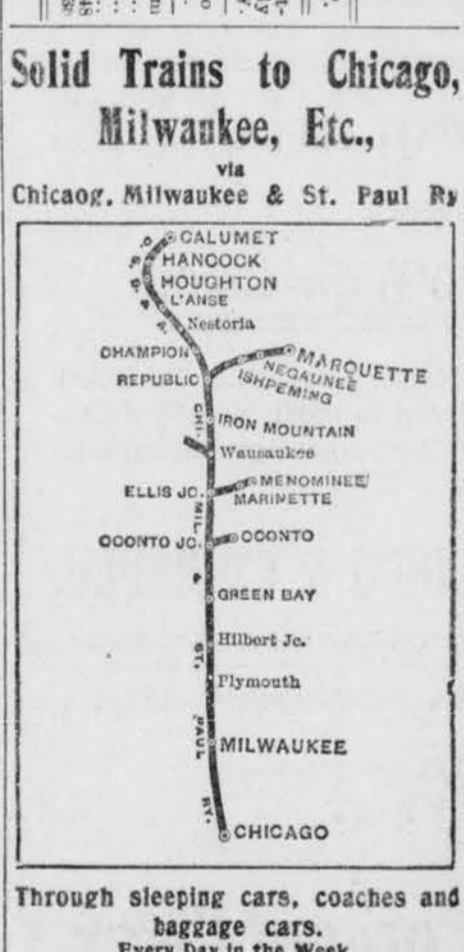 Solid Trains to Chicago,
Milwaukee, Etc.,
via
Chicaog, Milwaukee & St. Paul Ry
CALUMET
HANCOCK
HOUGHTON
L'ANSE
Nestoria
CHAMPION
MARQUETTE
NEGAUNEE
ISHPEMING
REPUBLIC
CHI.
IRON MOUNTAIN
Wausaukee
MENOMINEE
ELLIS JC.
MARINETTE
MIL.
OCONTO JC. OCONTO
GREEN BAY
Hilbert Jc.
ST.
Plymouth
PAUL
MILWAUKEE
RY.
CHICAGO
Through sleeping cars, coaches and
baggage cars.
Every Day in the Week